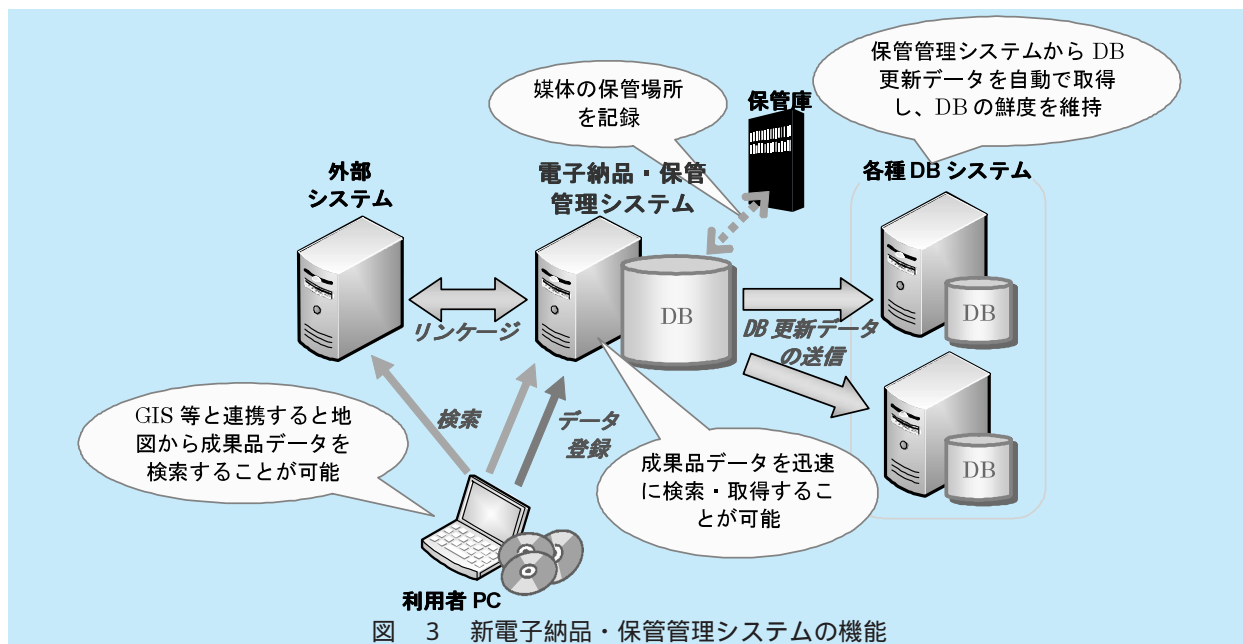 保管管理システムから DB
更新データを自動で取得
し、DB の鮮度を維持
媒体の保管場所
を記録
保管庫
外部
システム
電子納品・保管
管理システム
各種 DB システム
DB
DB
DB
リンケージ
DB 更新データ
の送信
GIS 等と連携すると地
図から成果品データを
検索することが可能
検索
データ
登録
成果品データを迅速
に検索・取得するこ
とが可能
利用者 PC
図 3 新電子納品・保管管理システムの機能